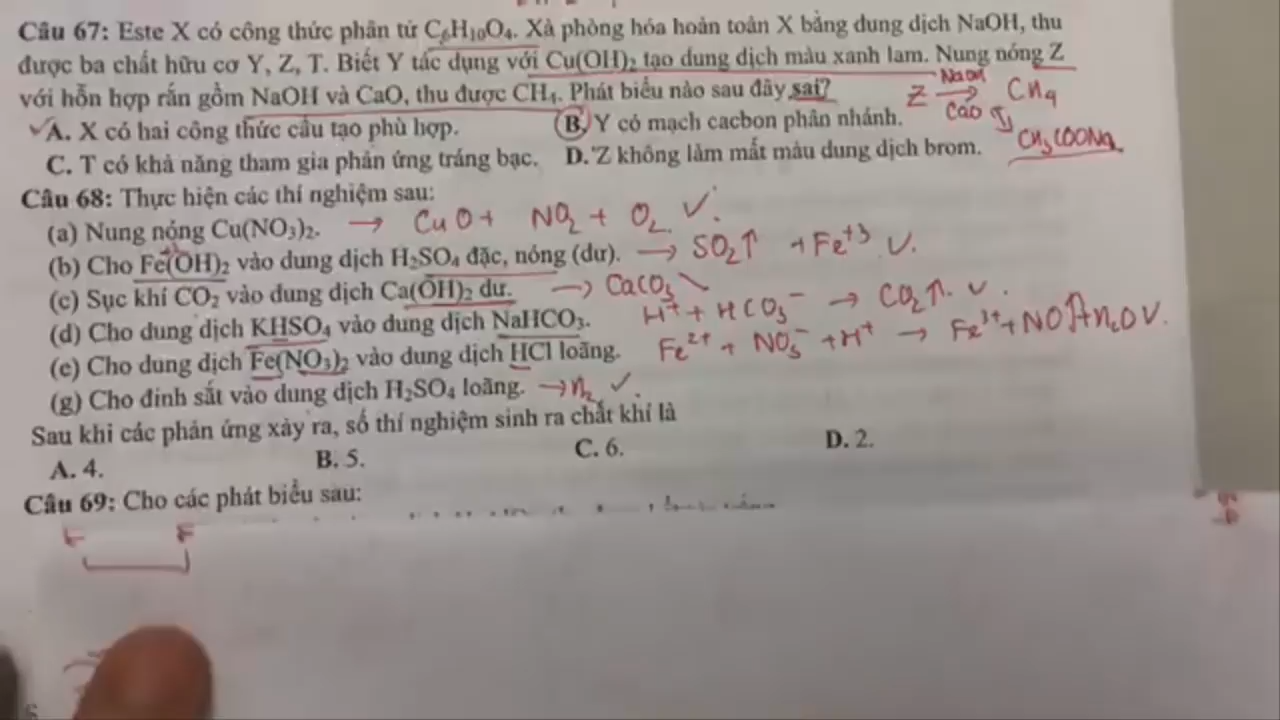 Câu 67: Este X có công thức phân tử C₆H₁₀O₄. Xà phòng hóa hoàn toàn X bằng dung dịch NaOH, thu
được ba chất hữu cơ Y, Z, T. Biết Y tác dụng với Cu(OH)₂ tạo dung dịch màu xanh lam. Nung nóng Z
với hỗn hợp rắn gồm NaOH và CaO, thu được CH₄. Phát biểu nào sau đây sai?
Z NaOH → CaO CH₄
A. X có hai công thức cấu tạo phù hợp. B. Y có mạch cacbon phân nhánh.
CH₃COONa
C. T có khả năng tham gia phản ứng tráng bạc. D. Z không làm mất màu dung dịch brom.
Câu 68: Thực hiện các thí nghiệm sau:
(a) Nung nóng Cu(NO₃)₂. → CuO + NO₂ + O₂ ✓.
(b) Cho Fe(OH)₂ vào dung dịch H₂SO₄ đặc, nóng (dư). → SO₂↑ + Fe⁺³ ✓.
(c) Sục khí CO₂ vào dung dịch Ca(OH)₂ dư. → CaCO₃
(d) Cho dung dịch KHSO₄ vào dung dịch NaHCO₃. H⁺ + HCO₃⁻ → CO₂↑. ✓.
(e) Cho dung dịch Fe(NO₃)₂ vào dung dịch HCl loãng. Fe²⁺ + NO₃⁻ + H⁺ → Fe³⁺ + NO↑ + H₂O ✓.
(g) Cho đinh sắt vào dung dịch H₂SO₄ loãng. → H₂ ✓.
Sau khi các phản ứng xảy ra, số thí nghiệm sinh ra chất khí là
A. 4. B. 5. C. 6. D. 2.
Câu 69: Cho các phát biểu sau: